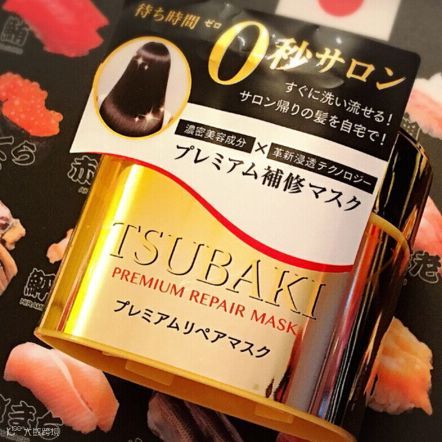 待ち時間 ゼロ
0秒サロン
すぐに洗い流せる!
サロン帰りの髪を自宅で!
濃密美容成分 × 革新浸透テクノロジー
プレミアム補修マスク
TSUBAKI
PREMIUM REPAIR MASK
プレミアムリペアマスク